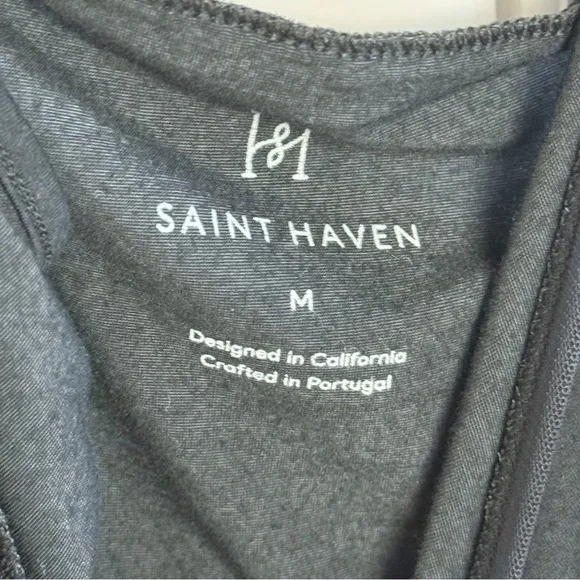 SAINT HAVEN
M
Designed in California
Crafted in Portugal